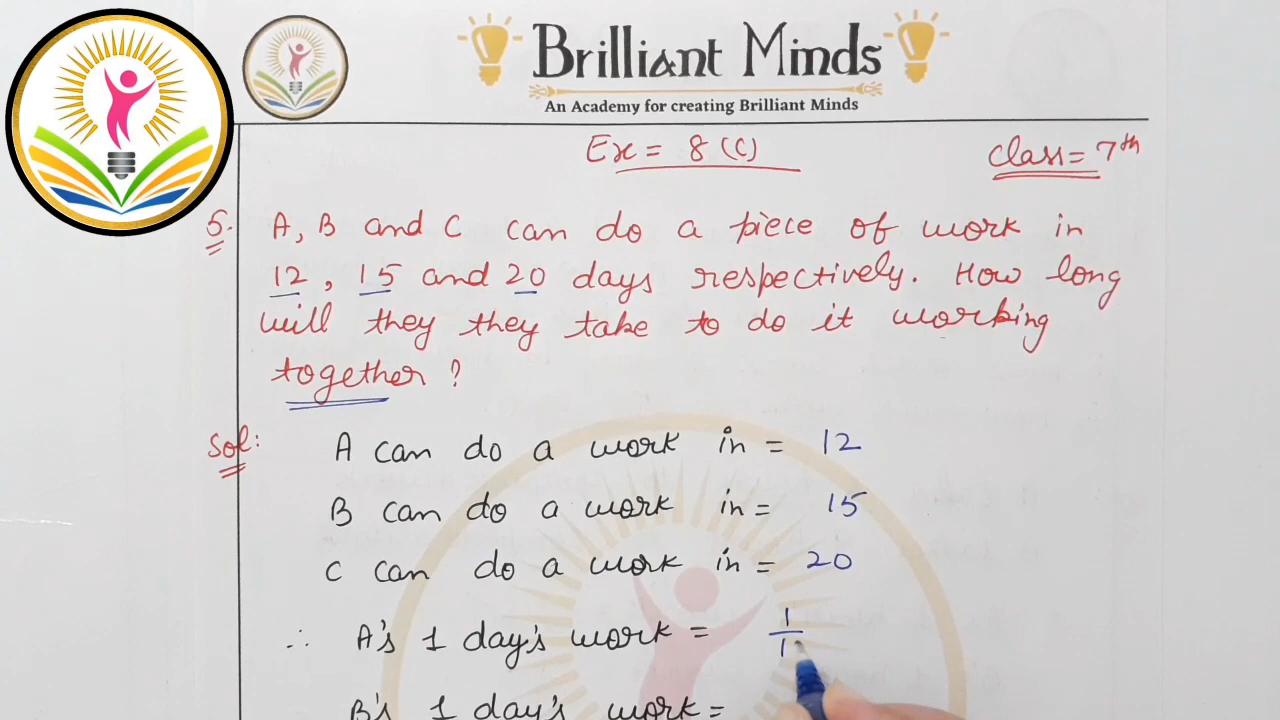 Brilliant Minds
An Academy for creating Brilliant Minds
Ex = 8 (C)
Class = 7th
5. A, B and C can do a piece of work in
12, 15 and 20 days respectively. How long
will they they take to do it working
together ?
Sol: A can do a work in = 12
B can do a work in = 15
C can do a work in = 20
∴ A's 1 day's work = 1/1
B's 1 day's work =